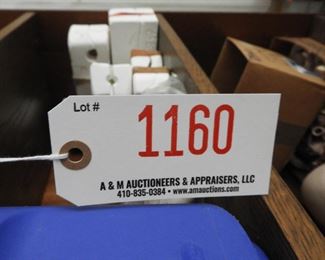 Lot #
1160
A & M AUCTIONEERS & APPRAISERS, LLC
410-835-0384 • www.amauctions.com